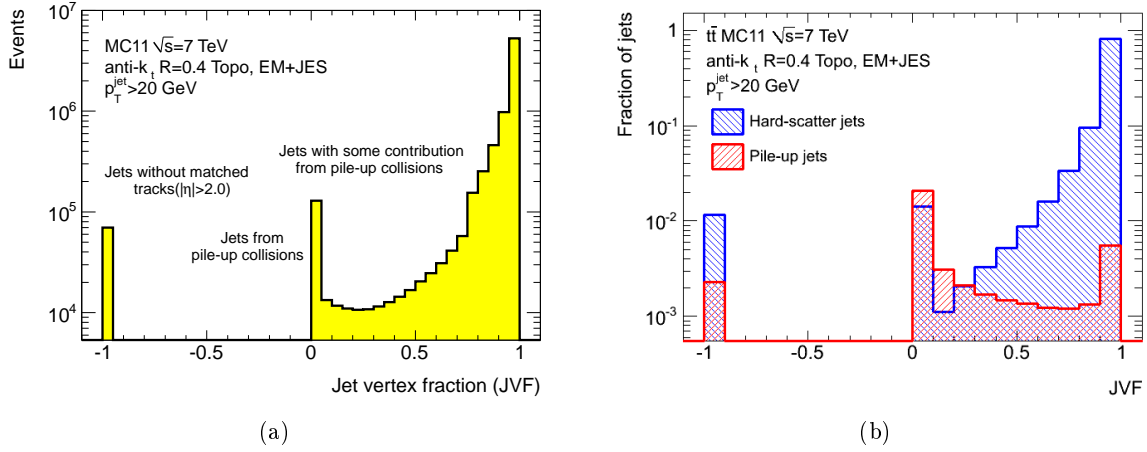 Events
10^7
10^6
10^5
10^4
MC11 √s=7 TeV
anti-k_t R=0.4 Topo, EM+JES
p_T^jet>20 GeV
Jets without matched
tracks(|η|>2.0)
Jets with some contribution
from pile-up collisions
Jets from
pile-up collisions
-1 -0.5 0 0.5 1
Jet vertex fraction (JVF)
(a)
Fraction of jets
1
10^-1
10^-2
10^-3
tt̄ MC11 √s=7 TeV
anti-k_t R=0.4 Topo, EM+JES
p_T^jet>20 GeV
Hard-scatter jets
Pile-up jets
-1 -0.5 0 0.5 1
JVF
(b)